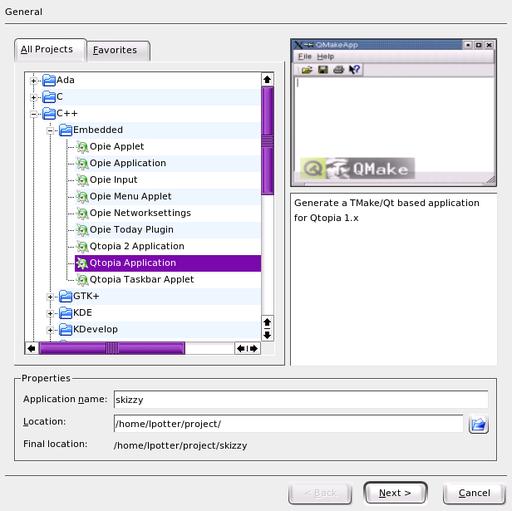 General
All Projects
Favorites
Ada
C
C++
Embedded
Opie Applet
Opie Application
Opie Input
Opie Menu Applet
Opie Networksettings
Opie Today Plugin
Qtopia 2 Application
Qtopia Application
Qtopia Taskbar Applet
GTK+
KDE
KDevelop
QMakeApp
File Help
QMake
Generate a TMake/Qt based application
for Qtopia 1.x
Properties
Application name: skizzy
Location: /home/lpotter/project/
Final location: /home/lpotter/project/skizzy
< Back
Next >
Cancel